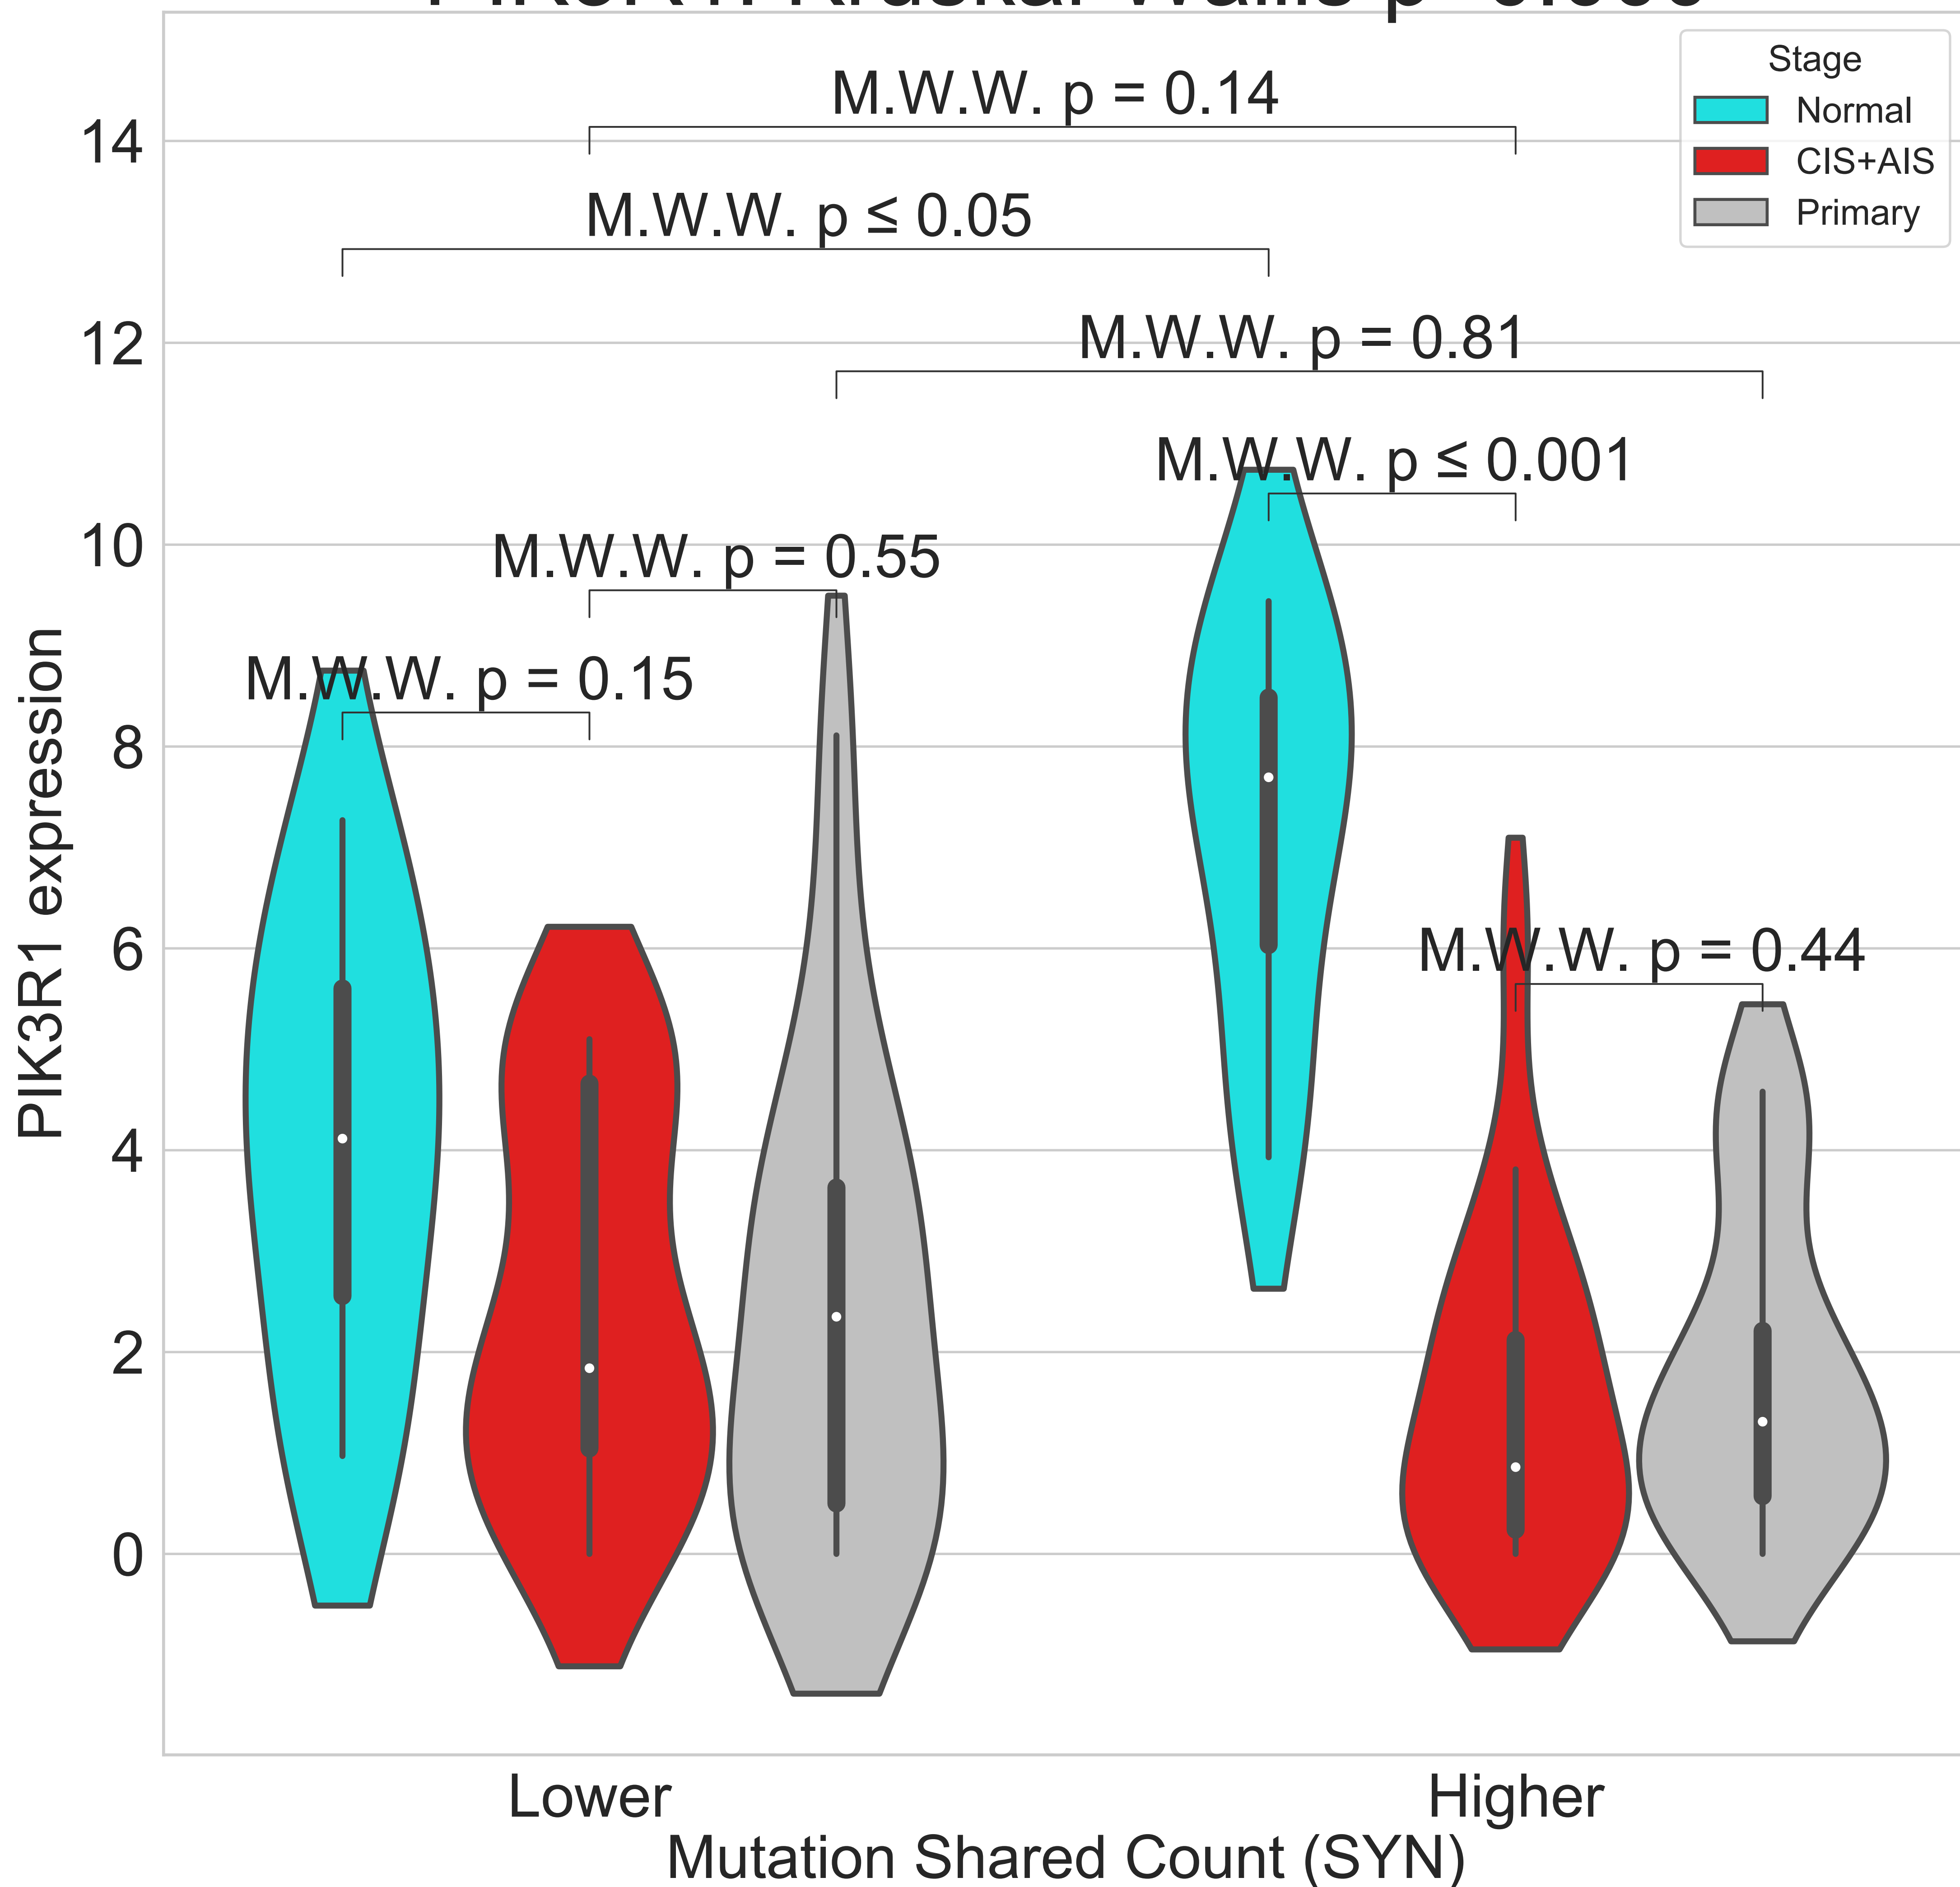 Stage
Normal
CIS+AIS
Primary
M.W.W. p = 0.14
M.W.W. p ≤ 0.05
M.W.W. p = 0.81
M.W.W. p ≤ 0.001
M.W.W. p = 0.55
M.W.W. p = 0.15
M.W.W. p = 0.44
14
12
10
8
6
4
2
0
PIK3R1 expression
Lower
Higher
Mutation Shared Count (SYN)